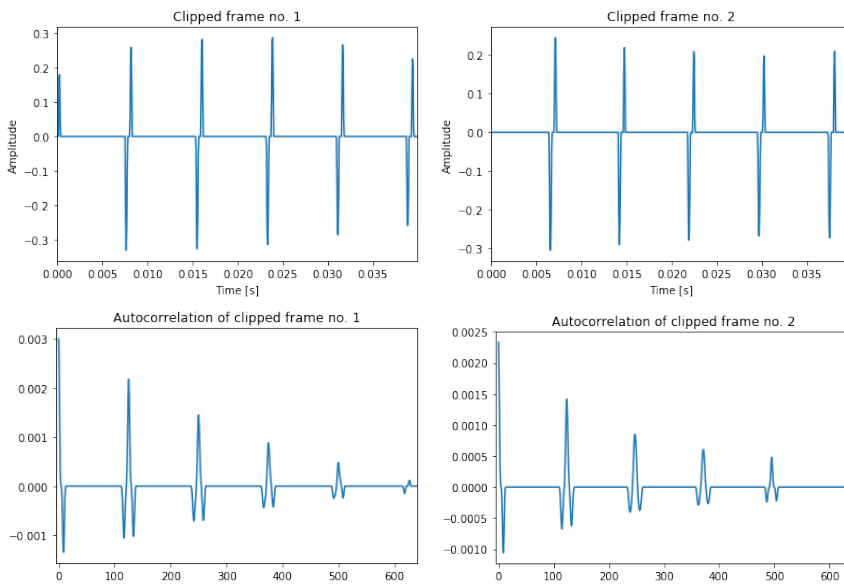 Clipped frame no. 1
0.3
0.2
0.1
0.0
−0.1
−0.2
−0.3
Amplitude
0.000 0.005 0.010 0.015 0.020 0.025 0.030 0.035
Time [s]
Clipped frame no. 2
0.2
0.1
0.0
−0.1
−0.2
−0.3
Amplitude
0.000 0.005 0.010 0.015 0.020 0.025 0.030 0.035
Time [s]
Autocorrelation of clipped frame no. 1
0.003
0.002
0.001
0.000
−0.001
0 100 200 300 400 500 600
Autocorrelation of clipped frame no. 2
0.0025
0.0020
0.0015
0.0010
0.0005
0.0000
−0.0005
−0.0010
0 100 200 300 400 500 600